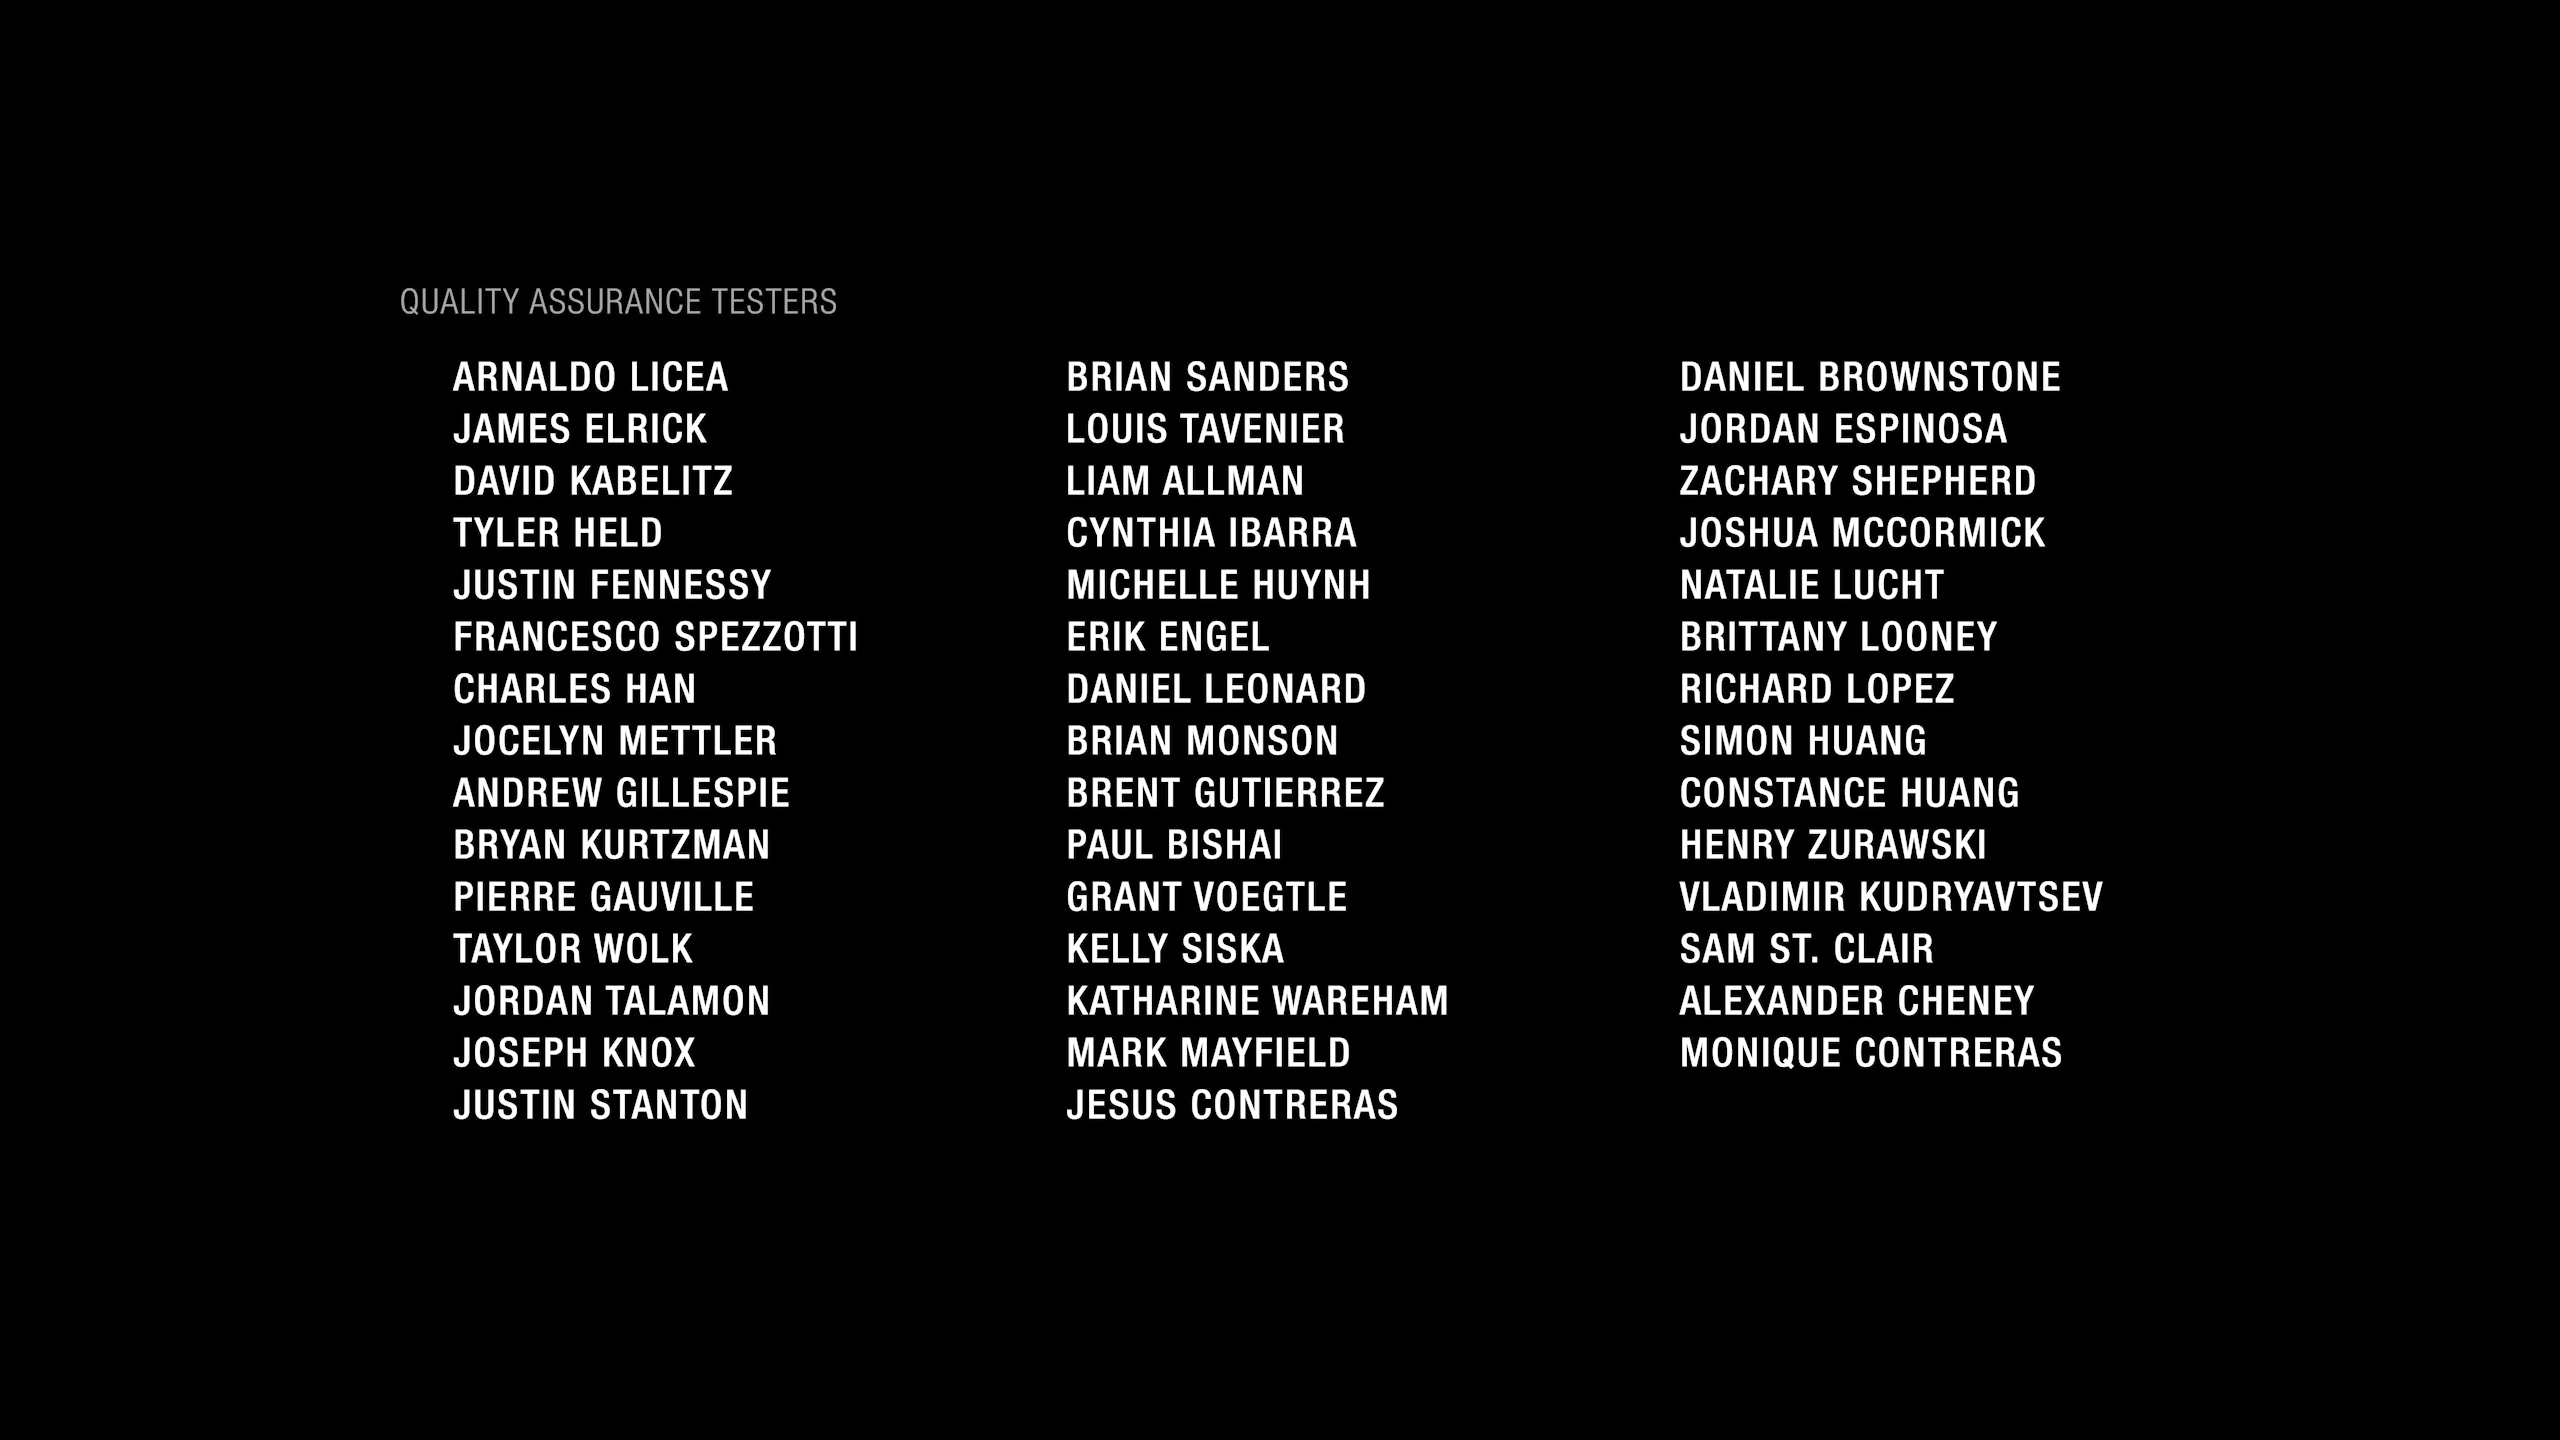 QUALITY ASSURANCE TESTERS
ARNALDO LICEA
JAMES ELRICK
DAVID KABELITZ
TYLER HELD
JUSTIN FENNESSY
FRANCESCO SPEZZOTTI
CHARLES HAN
JOCELYN METTLER
ANDREW GILLESPIE
BRYAN KURTZMAN
PIERRE GAUVILLE
TAYLOR WOLK
JORDAN TALAMON
JOSEPH KNOX
JUSTIN STANTON
BRIAN SANDERS
LOUIS TAVENIER
LIAM ALLMAN
CYNTHIA IBARRA
MICHELLE HUYNH
ERIK ENGEL
DANIEL LEONARD
BRIAN MONSON
BRENT GUTIERREZ
PAUL BISHAI
GRANT VOEGTLE
KELLY SISKA
KATHARINE WAREHAM
MARK MAYFIELD
JESUS CONTRERAS
DANIEL BROWNSTONE
JORDAN ESPINOSA
ZACHARY SHEPHERD
JOSHUA MCCORMICK
NATALIE LUCHT
BRITTANY LOONEY
RICHARD LOPEZ
SIMON HUANG
CONSTANCE HUANG
HENRY ZURAWSKI
VLADIMIR KUDRYAVTSEV
SAM ST. CLAIR
ALEXANDER CHENEY
MONIQUE CONTRERAS